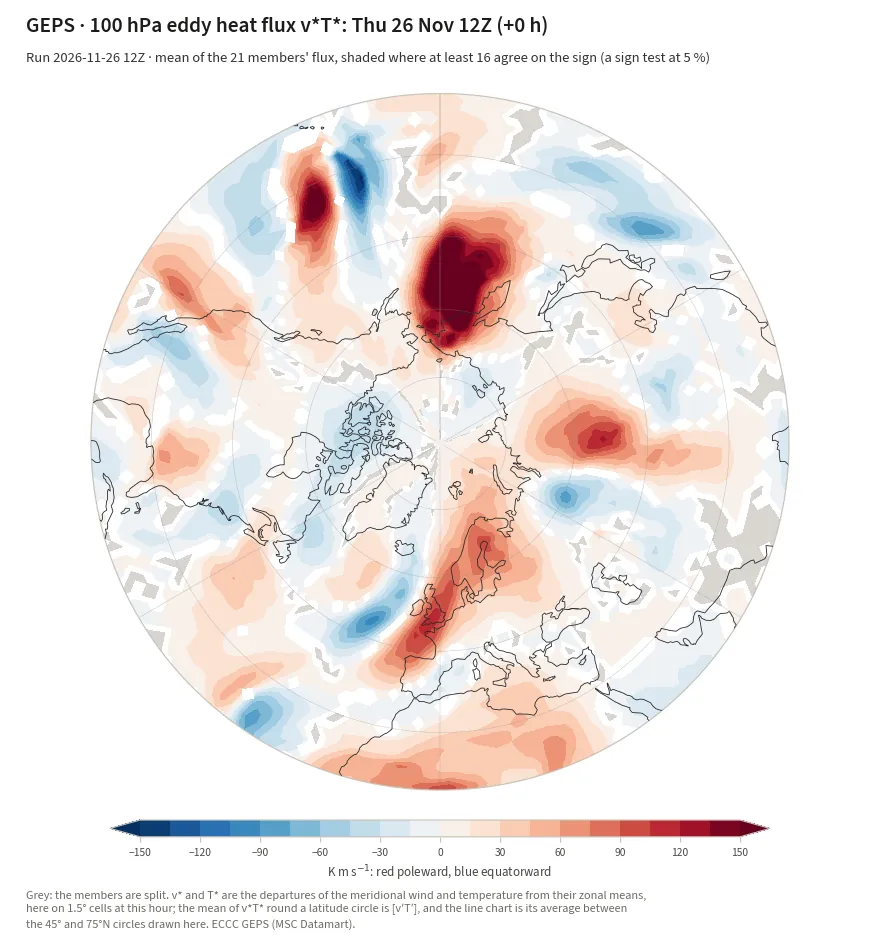 GEPS · 100 hPa eddy heat flux v*T*: Thu 26 Nov 12Z (+0 h)
Run 2026-11-26 12Z · mean of the 21 members' flux, shaded where at least 16 agree on the sign (a sign test at 5 %)
−150 −120 −90 −60 −30 0 30 60 90 120 150
K m s⁻¹: red poleward, blue equatorward
Grey: the members are split. v* and T* are the departures of the meridional wind and temperature from their zonal means,
here on 1.5° cells at this hour; the mean of v*T* round a latitude circle is [v'T'], and the line chart is its average between
the 45° and 75°N circles drawn here. ECCC GEPS (MSC Datamart).